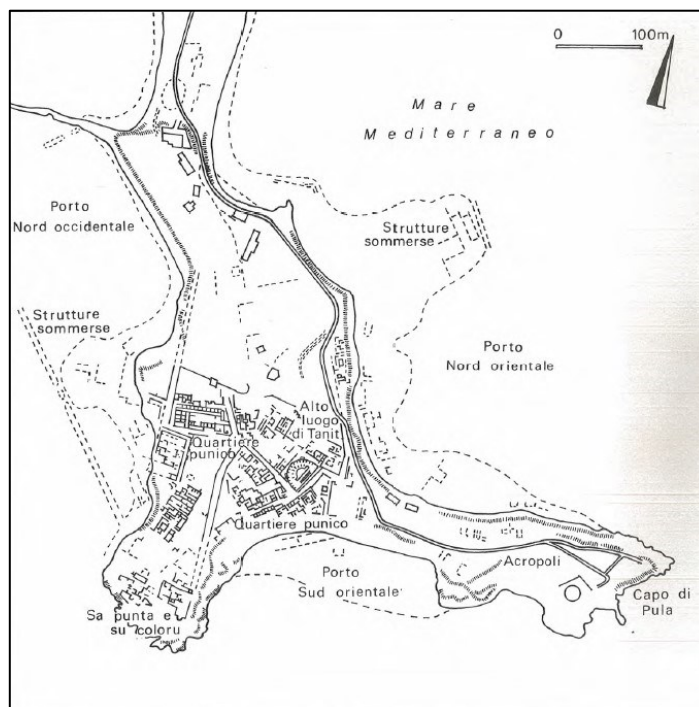 0 100m
Mare
Mediterraneo
Porto
Nord occidentale
Strutture
sommerse
Strutture
sommerse
Porto
Nord orientale
Alto
luogo
di Tanit
Quartiere
punico
Quartiere punico
Porto
Sud orientale
Acropoli
Capo di
Pula
Sa punta e
su coloru